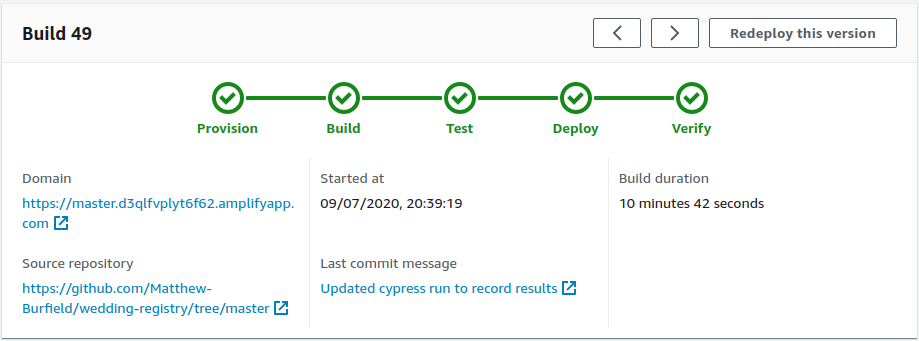 Build 49
Redeploy this version
Provision
Build
Test
Deploy
Verify
Domain
https://master.d3qlfvplyt6f62.amplifyapp.
com
Started at
09/07/2020, 20:39:19
Build duration
10 minutes 42 seconds
Source repository
https://github.com/Matthew-
Burfield/wedding-registry/tree/master
Last commit message
Updated cypress run to record results